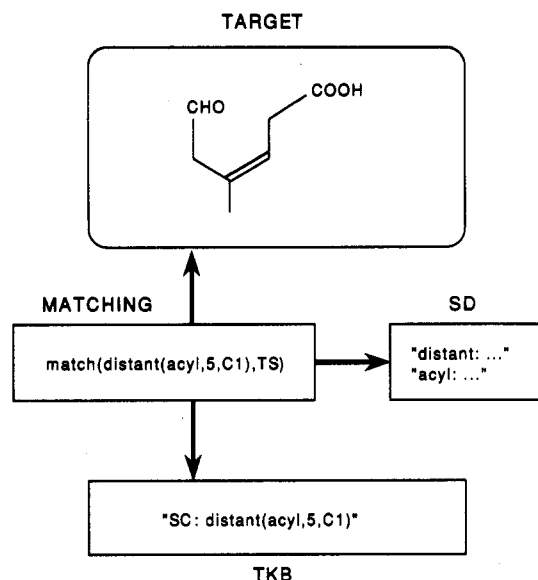 TARGET
COOH
CHO
MATCHING
SD
match(distant(acyl,5,C1),TS)
"distant: ..."
"acyl: ..."
"SC: distant(acyl,5,C1)"
TKB